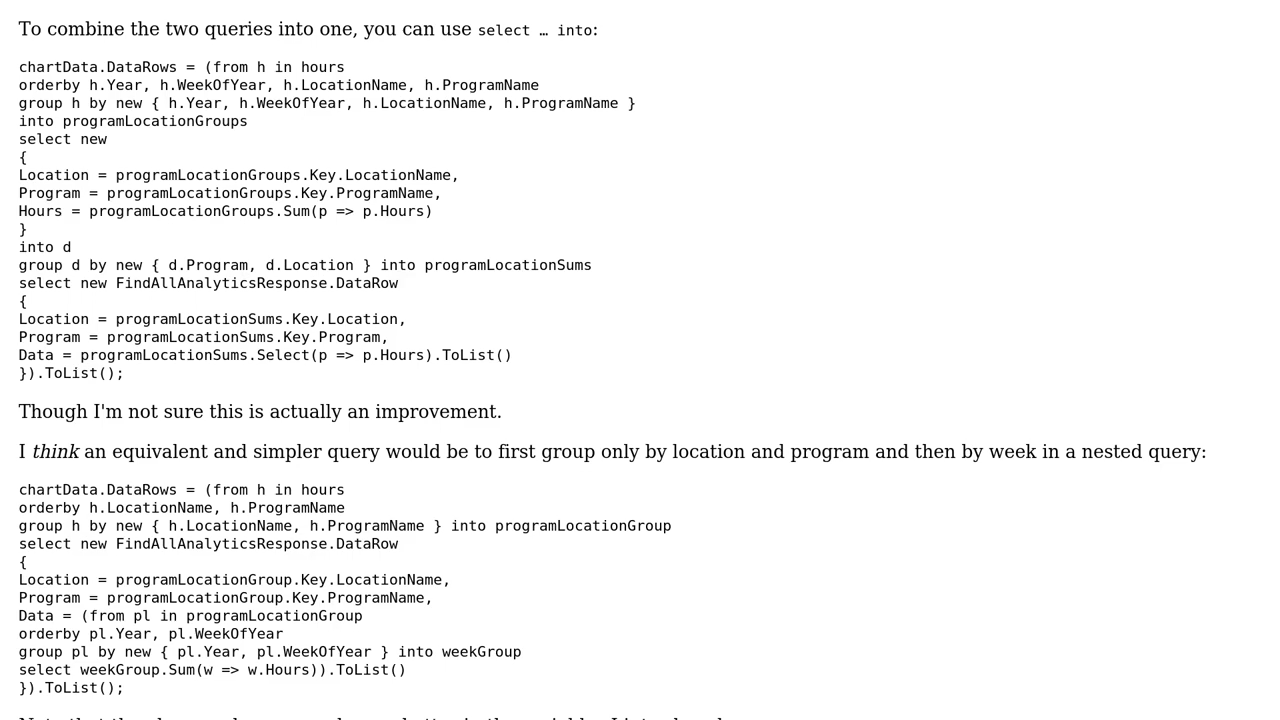 To combine the two queries into one, you can use select … into:
chartData.DataRows = (from h in hours
orderby h.Year, h.WeekOfYear, h.LocationName, h.ProgramName
group h by new { h.Year, h.WeekOfYear, h.LocationName, h.ProgramName }
into programLocationGroups
select new
{
Location = programLocationGroups.Key.LocationName,
Program = programLocationGroups.Key.ProgramName,
Hours = programLocationGroups.Sum(p => p.Hours)
}
into d
group d by new { d.Program, d.Location } into programLocationSums
select new FindAllAnalyticsResponse.DataRow
{
Location = programLocationSums.Key.Location,
Program = programLocationSums.Key.Program,
Data = programLocationSums.Select(p => p.Hours).ToList()
}).ToList();
Though I'm not sure this is actually an improvement.
I think an equivalent and simpler query would be to first group only by location and program and then by week in a nested query:
chartData.DataRows = (from h in hours
orderby h.LocationName, h.ProgramName
group h by new { h.LocationName, h.ProgramName } into programLocationGroup
select new FindAllAnalyticsResponse.DataRow
{
Location = programLocationGroup.Key.LocationName,
Program = programLocationGroup.Key.ProgramName,
Data = (from pl in programLocationGroup
orderby pl.Year, pl.WeekOfYear
group pl by new { pl.Year, pl.WeekOfYear } into weekGroup
select weekGroup.Sum(w => w.Hours)).ToList()
}).ToList();